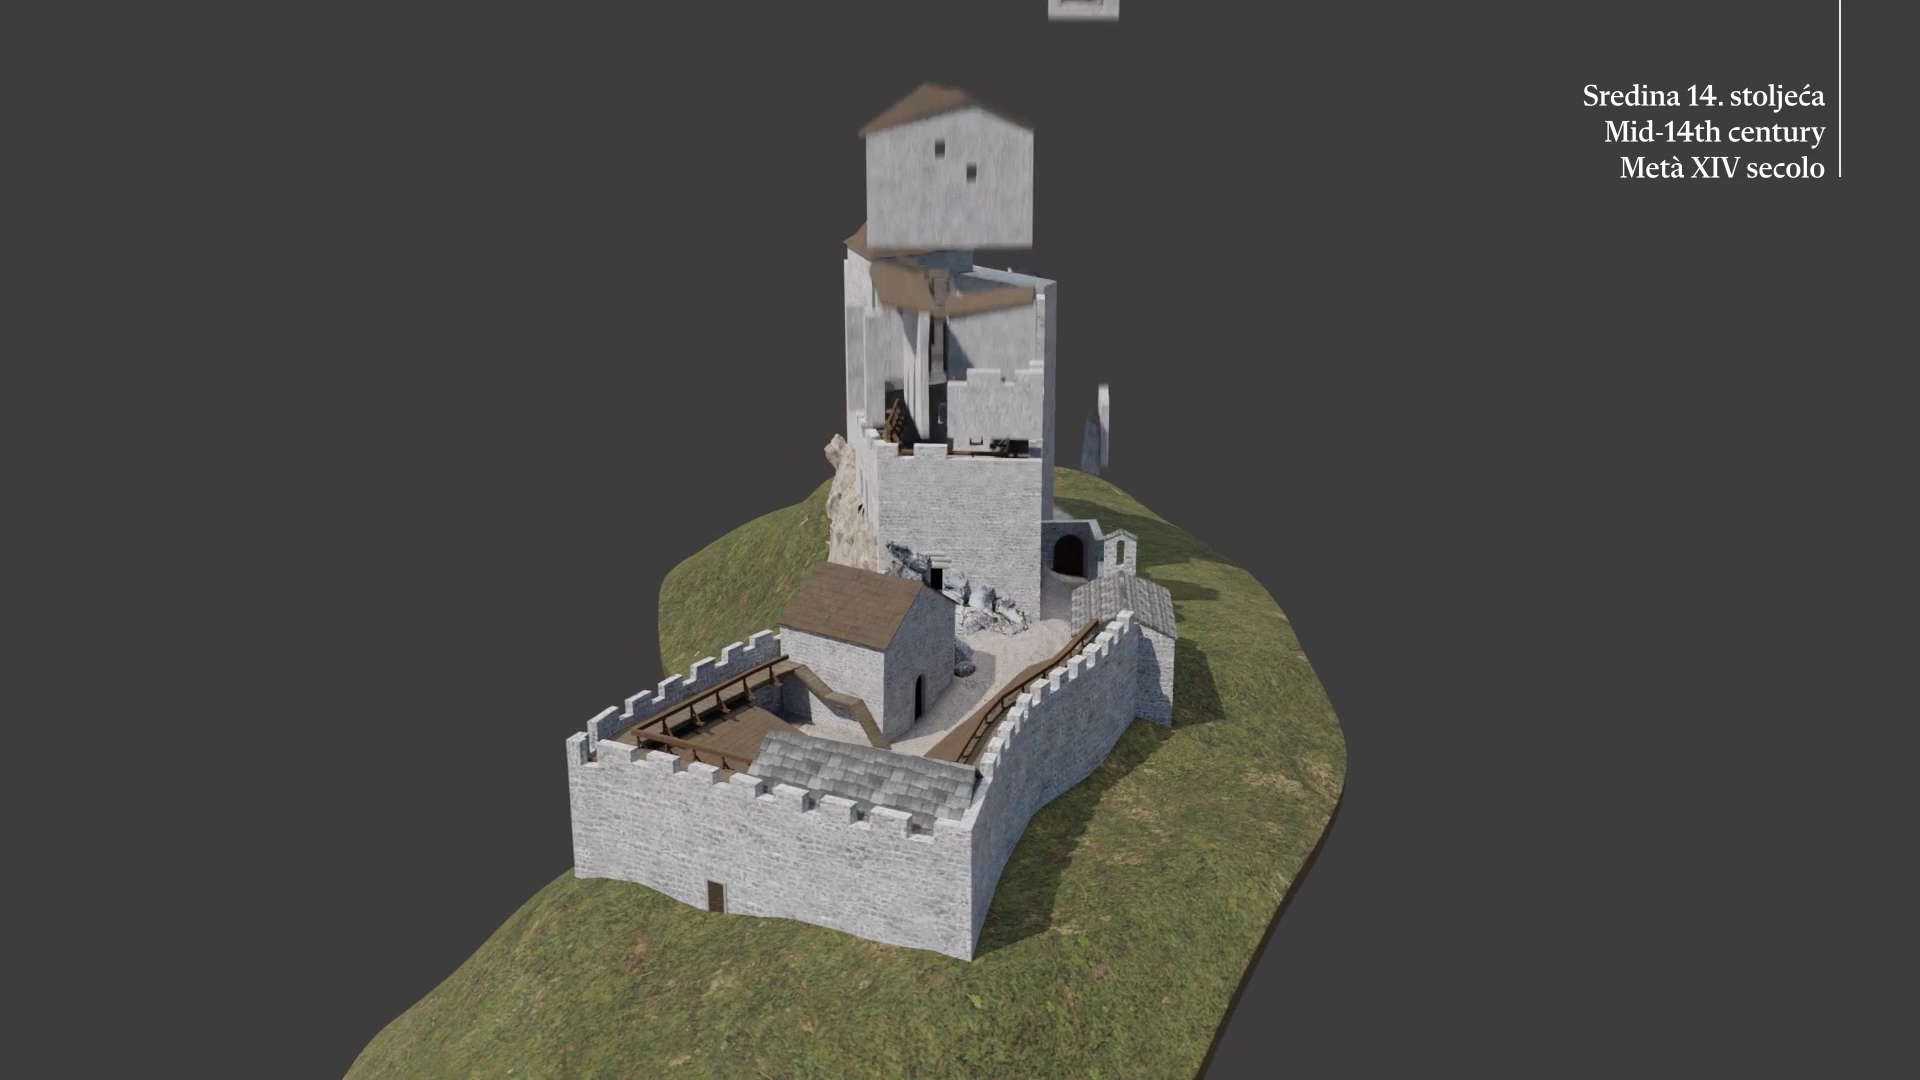 Sredina 14. stoljeća
Mid-14th century
Metà XIV secolo